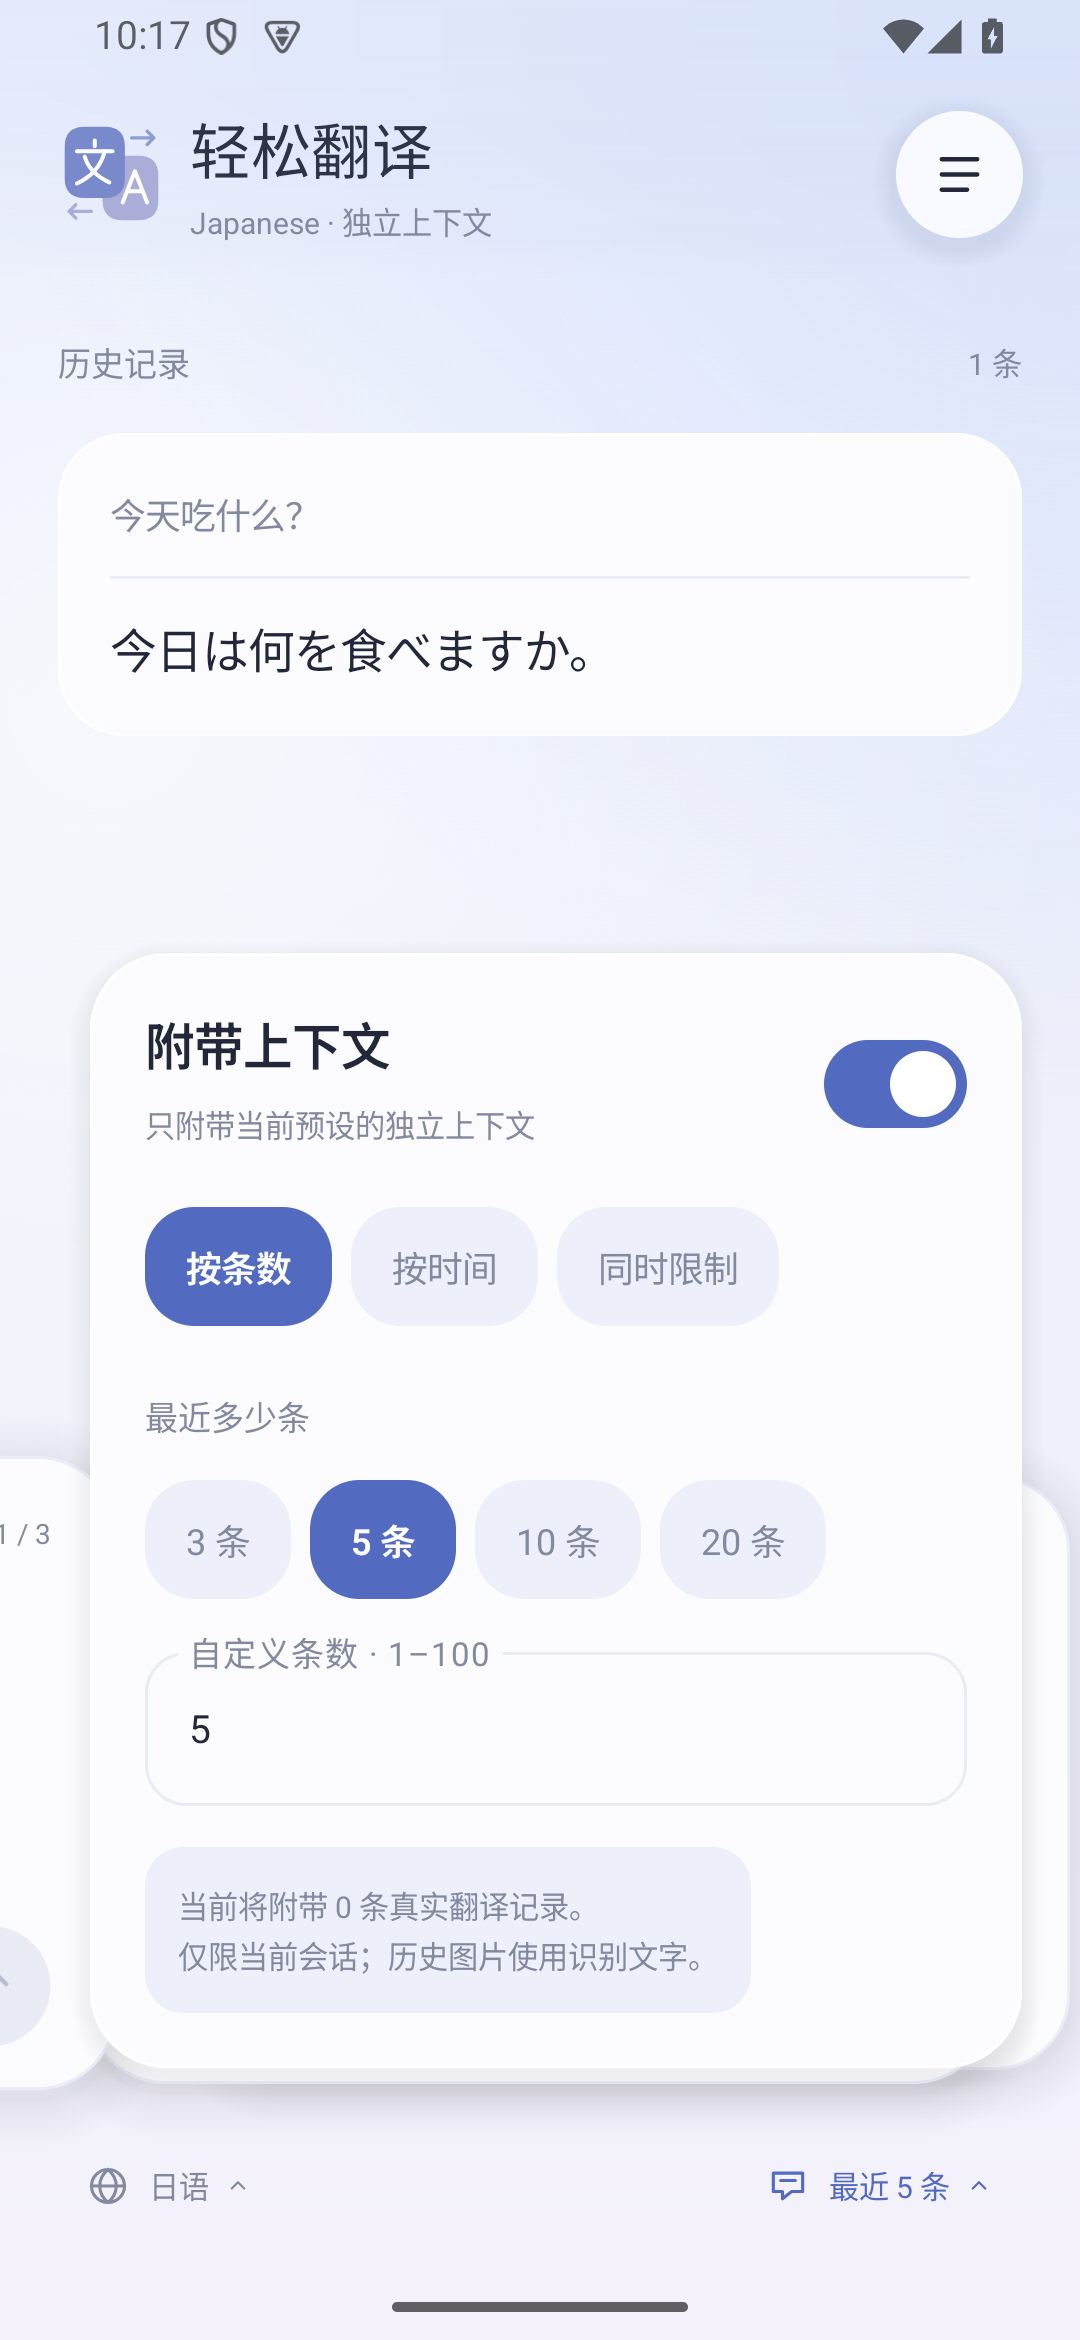 10:17
文
A
轻松翻译
Japanese · 独立上下文
历史记录
1 条
今天吃什么？
今日は何を食べますか。
附带上下文
只附带当前预设的独立上下文
按条数
按时间
同时限制
最近多少条
1 / 3
3 条
5 条
10 条
20 条
自定义条数 · 1–100
5
当前将附带 0 条真实翻译记录。
仅限当前会话；历史图片使用识别文字。
日语
最近 5 条